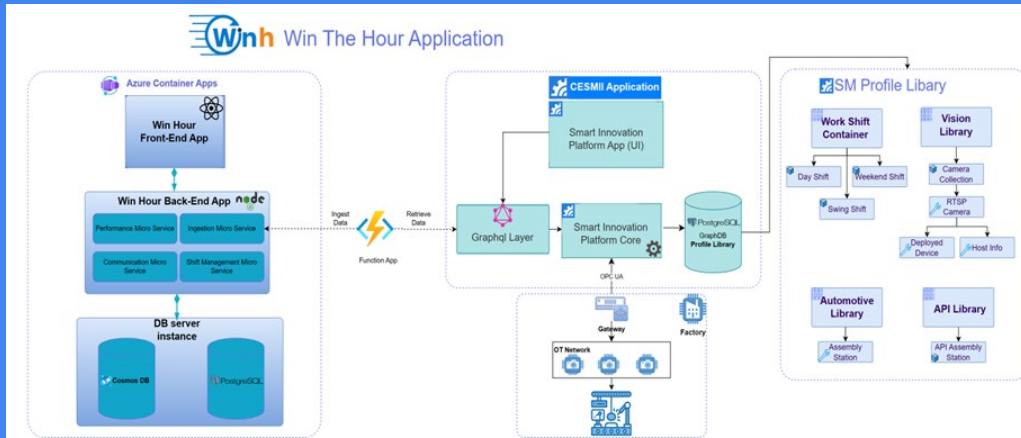 Winh Win The Hour Application
Azure Container Apps
Win Hour
Front-End App
Win Hour Back-End App
node
Performance Micro Service
Ingestion Micro Service
Communication Micro
Service
Shift Management Micro
Service
DB server
instance
Cosmos DB
PostgreSQL
Ingest
Data
Retrieve
Data
Function App
CESMII Application
Smart Innovation
Platform App (UI)
Graphql Layer
Smart Innovation
Platform Core
PostgreSQL
GraphDB
Profile Library
OPC UA
Gateway
Factory
OT Network
SM Profile Libary
Work Shift
Container
Day Shift
Weekend Shift
Swing Shift
Vision
Library
Camera
Collection
RTSP
Camera
Deployed
Device
Host Info
Automotive
Library
Assembly
Station
API Library
API Assembly
Station